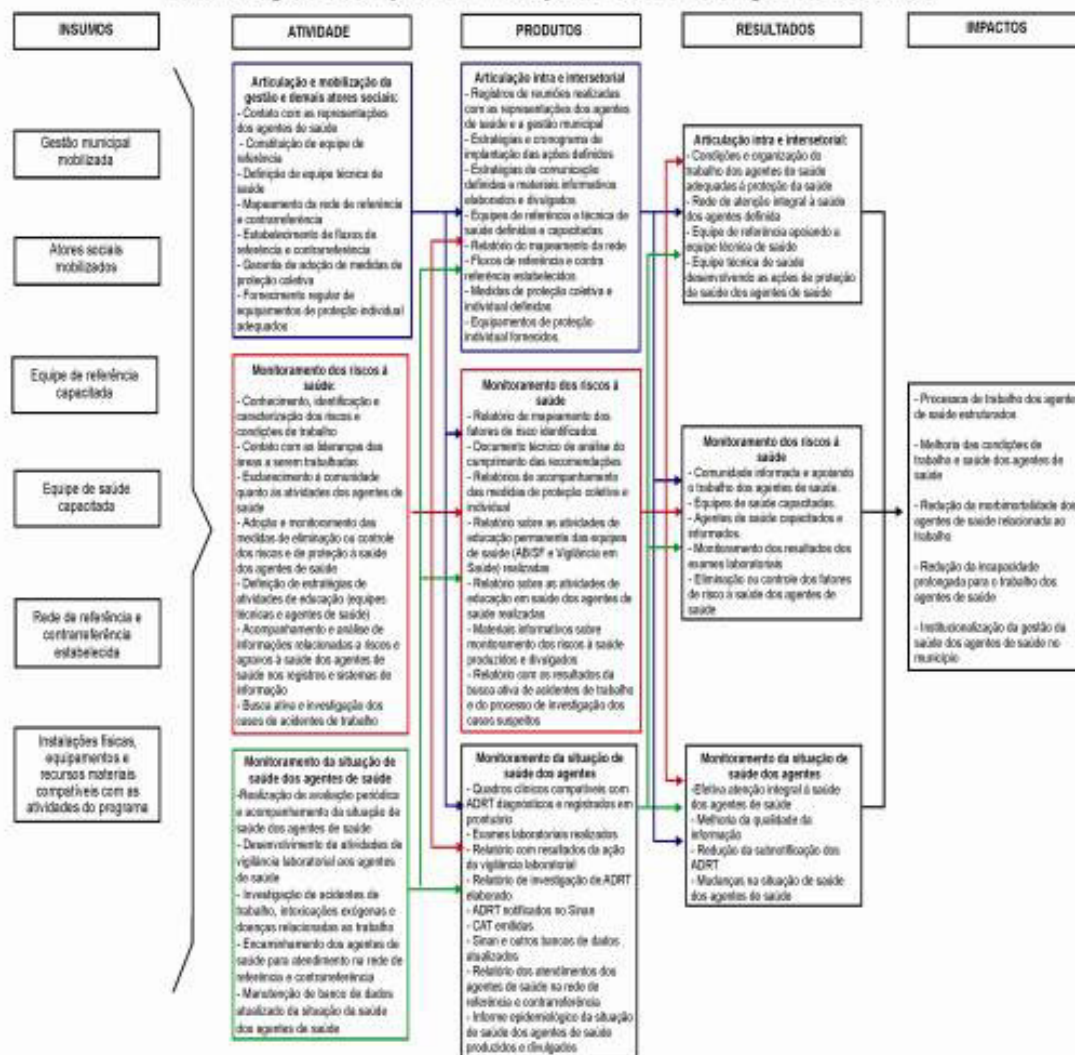 INSUMOS
ATIVIDADE
PRODUTOS
RESULTADOS
IMPACTOS
Gestão municipal
mobilizada
Atores sociais
mobilizados
Equipe de referência
capacitada
Equipe de saúde
capacitada
Rede de referência e
contrarreferência
estabelecida
Instalações físicas,
equipamentos e
recursos materiais
compatíveis com as
atividades do programa
Articulação e mobilização da
gestão e demais atores sociais:
- Contato com as representações
dos agentes de saúde
- Constituição de equipe de
referência
- Definição de equipe técnica de
saúde
- Mapeamento da rede de referência
e contrarreferência
- Estabelecimento de fluxos de
referência e contrarreferência
- Garantia de adoção de medidas de
proteção coletiva
- Fornecimento regular de
equipamentos de proteção individual
adequados
Monitoramento dos riscos à
saúde:
- Conhecimento, identificação e
caracterização dos riscos e
condições de trabalho
- Contato com as lideranças das
áreas a serem trabalhadas
- Esclarecimento à comunidade
quanto às atividades dos agentes de
saúde
- Adoção e monitoramento das
medidas de eliminação ou controle
dos riscos e de proteção à saúde
dos agentes de saúde
- Definição de estratégias de
atividades de educação (equipes
técnicas e agentes de saúde)
- Acompanhamento e análise de
informações relacionadas a riscos e
agravos à saúde dos agentes de
saúde nos registros e sistemas de
informação
- Busca ativa e investigação dos
casos de acidentes de trabalho
Monitoramento da situação de
saúde dos agentes de saúde
-Realização de avaliação periódica
e acompanhamento da situação de
saúde dos agentes de saúde
- Desenvolvimento de atividades de
vigilância laboratorial aos agentes
de saúde
- Investigação de acidentes de
trabalho, intoxicações exógenas e
doenças relacionadas ao trabalho
- Encaminhamento dos agentes de
saúde para atendimento na rede de
referência e contrarreferência
- Manutenção de banco de dados
atualizado da situação da saúde
dos agentes de saúde
Articulação intra e intersetorial
- Registros de reuniões realizadas
com as representações dos agentes
de saúde e a gestão municipal
- Estratégias e cronograma de
implantação das ações definidos
- Estratégias de comunicação
definidas e materiais informativos
elaborados e divulgados
- Equipes de referência e técnica de
saúde definidas e capacitadas
- Relatório do mapeamento da rede
- Fluxos de referência e contra
referência estabelecidos
- Medidas de proteção coletiva e
individual definidas
- Equipamentos de proteção
individual fornecidos.
Monitoramento dos riscos à
saúde
- Relatório de mapeamento dos
fatores de risco identificados
- Documento técnico de análise do
cumprimento das recomendações
- Relatórios de acompanhamento
das medidas de proteção coletiva e
individual
- Relatório sobre as atividades de
educação permanente das equipes
de saúde (AB/SF e Vigilância em
Saúde) realizadas
- Relatório sobre as atividades de
educação em saúde dos agentes de
saúde realizadas
- Materiais informativos sobre
monitoramento dos riscos à saúde
produzidos e divulgados
- Relatório com os resultados da
busca ativa de acidentes de trabalho
e do processo de investigação dos
casos suspeitos
Monitoramento da situação de
saúde dos agentes
- Quadros clínicos compatíveis com
ADRT diagnósticos e registrados em
prontuário
- Exames laboratoriais realizados
- Relatório com resultados da ação
da vigilância laboratorial
- Relatório de investigação de ADRT
elaborado
- ADRT notificados no Sinan
- CAT emitidas
- Sinan e outros bancos de dados
atualizados
- Relatório dos atendimentos dos
agentes de saúde na rede de
referência e contrarreferência
- Informe epidemiológico da situação
de saúde dos agentes de saúde
produzidos e divulgados
Articulação intra e intersetorial:
- Condições e organização do
trabalho dos agentes de saúde
adequadas à proteção da saúde
- Rede de atenção integral à saúde
dos agentes definida
- Equipe de referência apoiando a
equipe técnica de saúde
- Equipe técnica de saúde
desenvolvendo as ações de proteção
da saúde dos agentes de saúde
Monitoramento dos riscos à
saúde
- Comunidade informada e apoiando
o trabalho dos agentes de saúde.
- Equipes de saúde capacitadas.
- Agentes de saúde capacitados e
informados.
- Monitoramento dos resultados dos
exames laboratoriais
- Eliminação ou controle dos fatores
de risco à saúde dos agentes de
saúde
Monitoramento da situação de
saúde dos agentes
-Efetiva atenção integral à saúde
dos agentes de saúde
- Melhoria da qualidade da
informação
- Redução da subnotificação dos
ADRT
- Mudanças na situação de saúde
dos agentes de saúde
- Processos de trabalho dos agentes
de saúde estruturados
- Melhoria das condições de
trabalho e saúde dos agentes de
saúde
- Redução da morbimortalidade dos
agentes de saúde relacionada ao
trabalho
- Redução da incapacidade
prolongada para o trabalho dos
agentes de saúde
- Institucionalização da gestão da
saúde dos agentes de saúde no
município